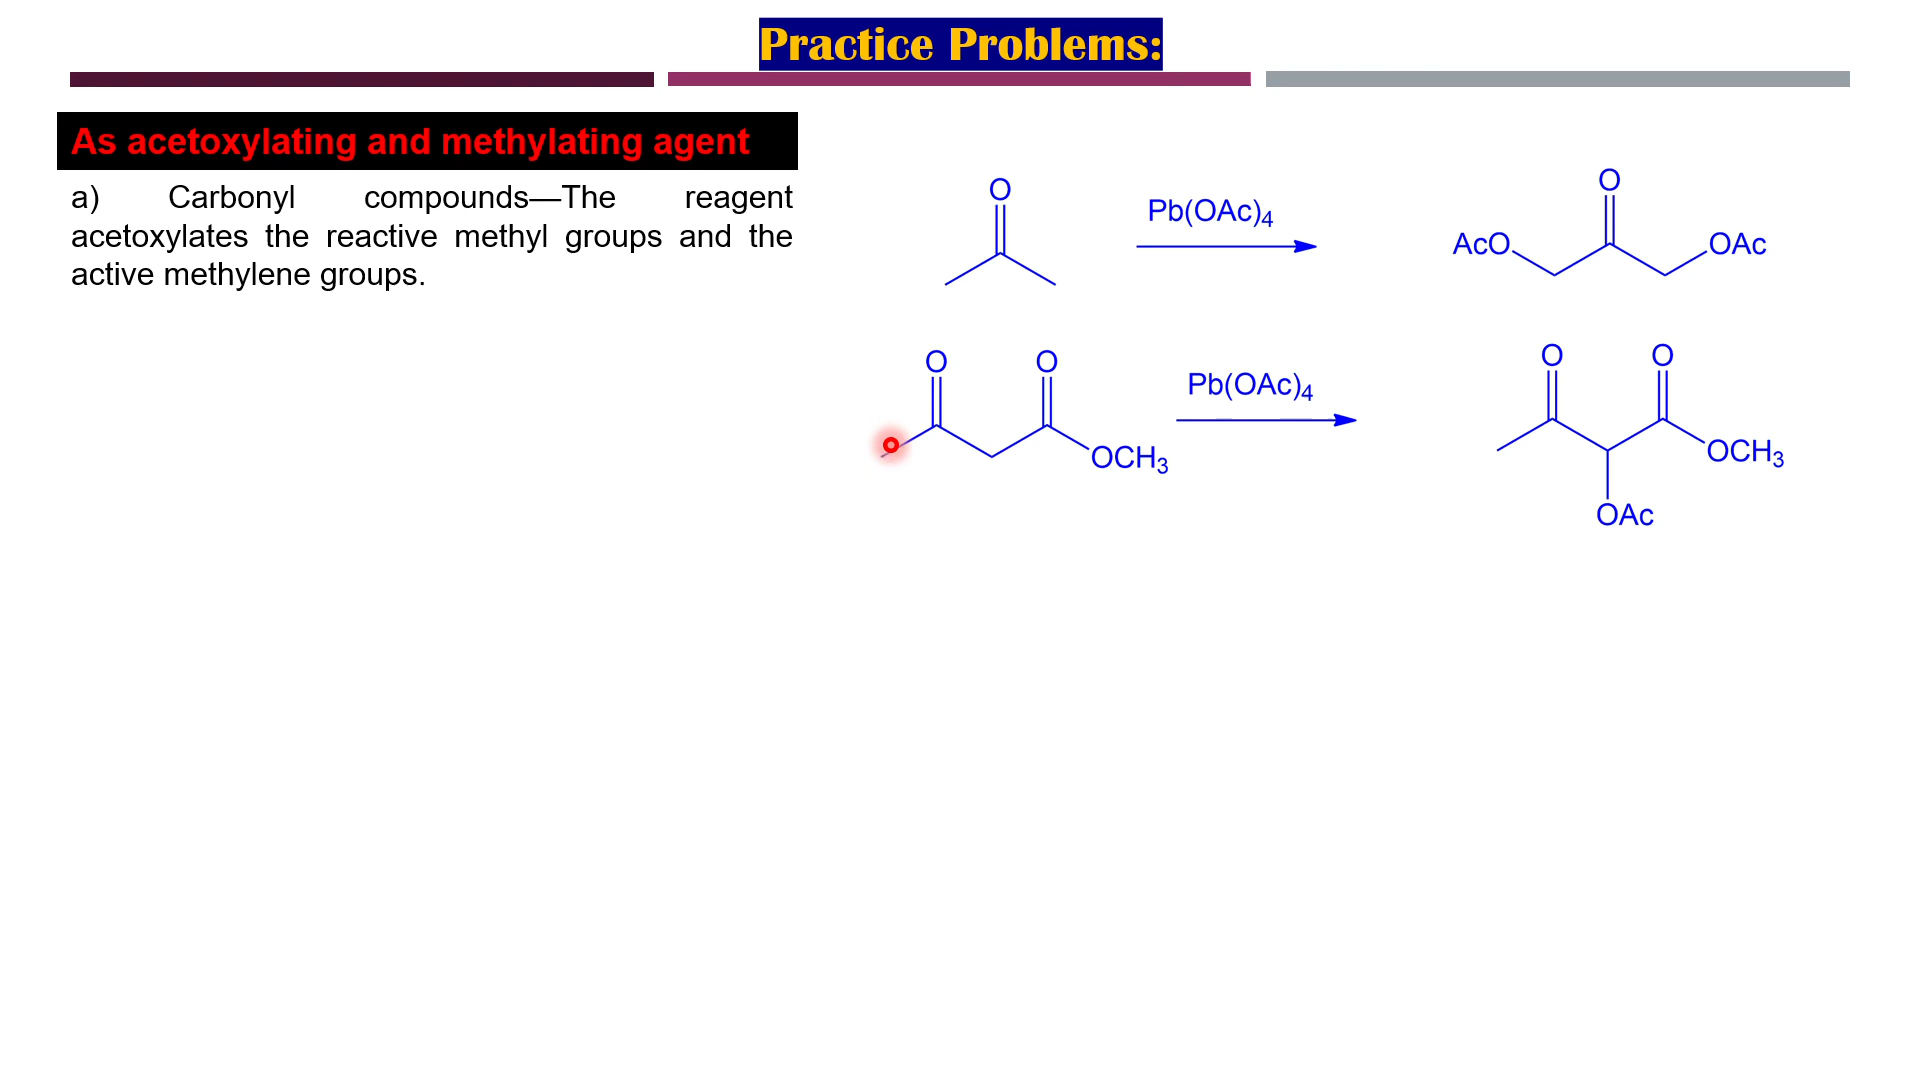 Practice Problems:
As acetoxylating and methylating agent
a) Carbonyl compounds—The reagent
acetoxylates the reactive methyl groups and the
active methylene groups.
O
Pb(OAc)4
O
AcO
OAc
O
O
OCH3
Pb(OAc)4
O
O
OCH3
OAc